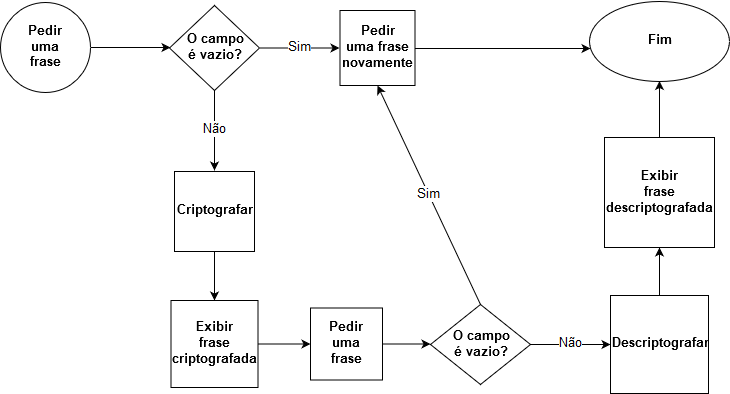 Pedir
uma
frase
O campo
é vazio?
Sim
Pedir
uma frase
novamente
Fim
Não
Criptografar
Sim
Exibir
frase
descriptografada
Exibir
frase
criptografada
Pedir
uma
frase
O campo
é vazio?
Não
Descriptografar